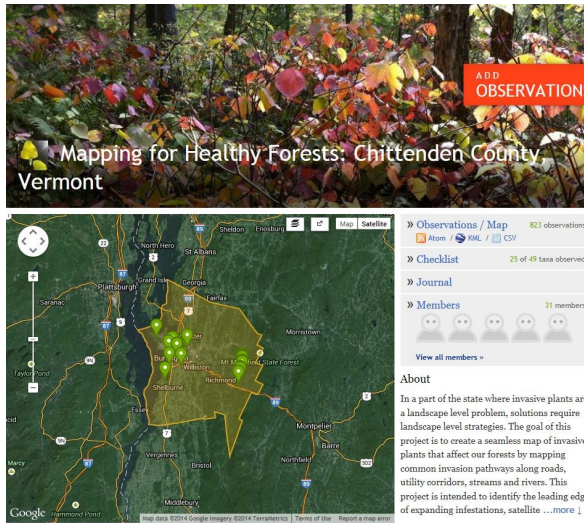 ADD
OBSERVATION
Mapping for Healthy Forests: Chittenden County,
Vermont
Map
Satellite
Sheldon
Enosburg
North Hero
St Albans
Grand Isle
Georgia
Plattsburgh
Fairfax
Saranac
Morristown
Williston
Richmond
Taylor Pond
Shelburne
Essex
Montpelier
Barre
Vergennes
Northfield
Bristol
Marcy
Middlebury
Hammond Pond
Google
Map data ©2014 Google Imagery ©2014 TerraMetrics
Terms of Use
Report a map error
» Observations / Map 823 observations
Atom / KML / CSV
» Checklist 25 of 49 taxa observed
» Journal
» Members 31 members
View all members »
About
In a part of the state where invasive plants are
a landscape level problem, solutions require
landscape level strategies. The goal of this
project is to create a seamless map of invasive
plants that affect our forests by mapping
common invasion pathways along roads,
utility corridors, streams and rivers. This
project is intended to identify the leading edge
of expanding infestations, satellite ...more